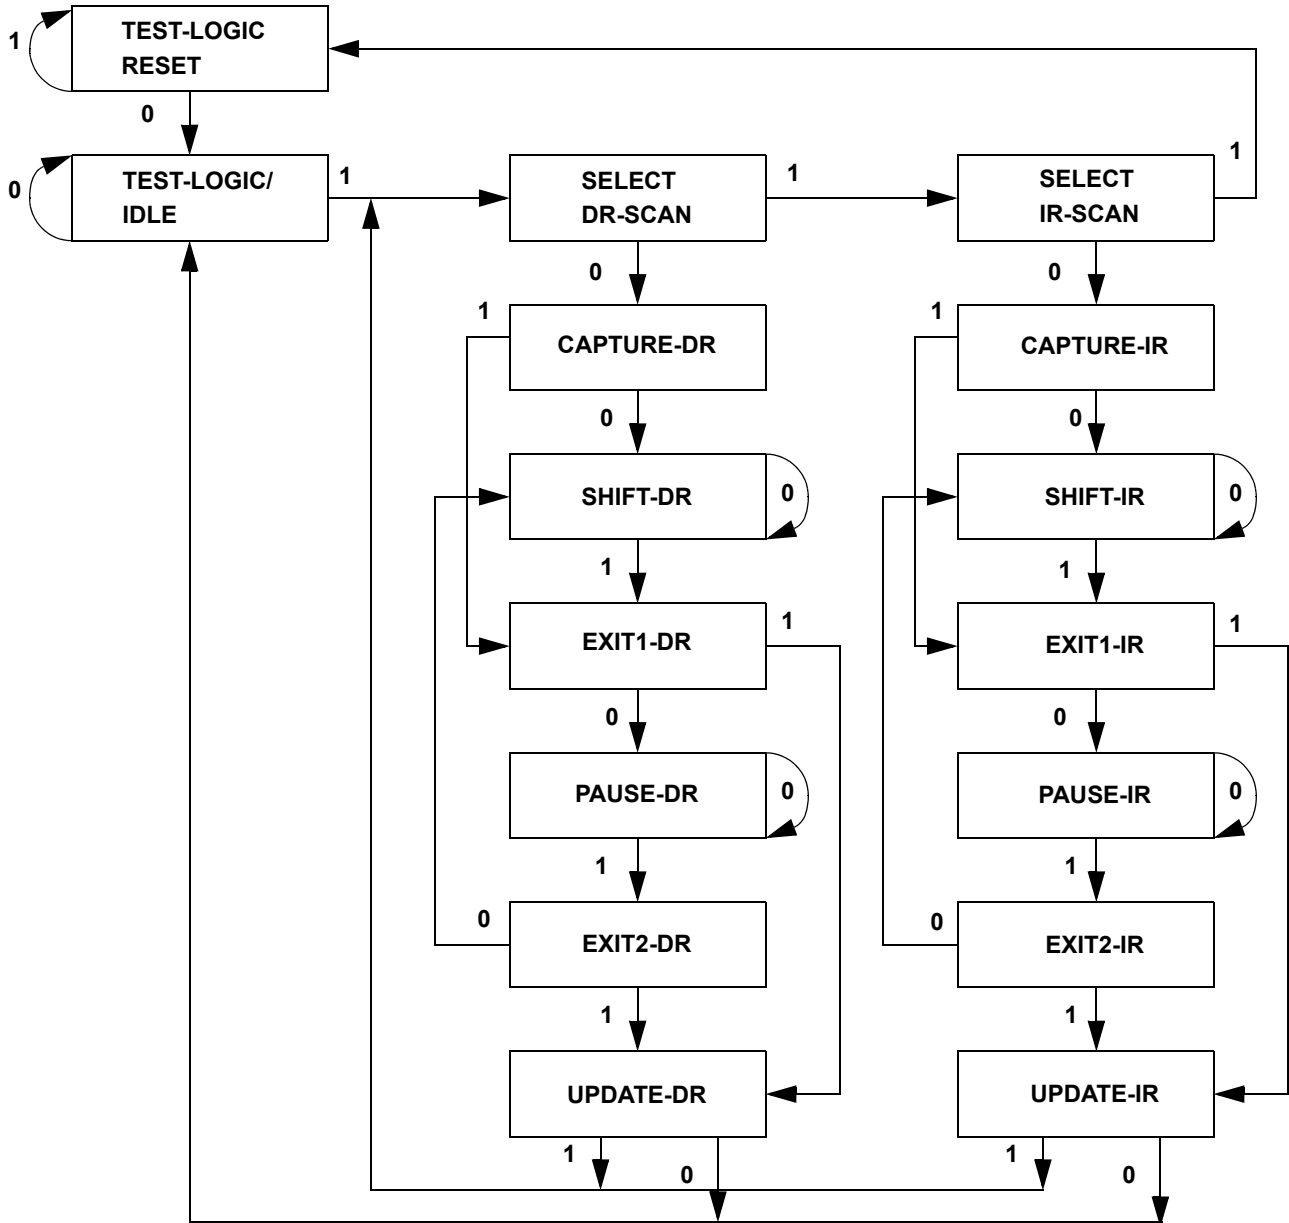 1
TEST-LOGIC
RESET
0
0
TEST-LOGIC/
IDLE
1
SELECT
DR-SCAN
1
SELECT
IR-SCAN
1
0
0
1
CAPTURE-DR
1
CAPTURE-IR
0
0
SHIFT-DR
0
SHIFT-IR
0
1
1
EXIT1-DR
1
EXIT1-IR
1
0
0
PAUSE-DR
0
PAUSE-IR
0
1
1
0
EXIT2-DR
0
EXIT2-IR
1
1
UPDATE-DR
UPDATE-IR
1
0
1
0